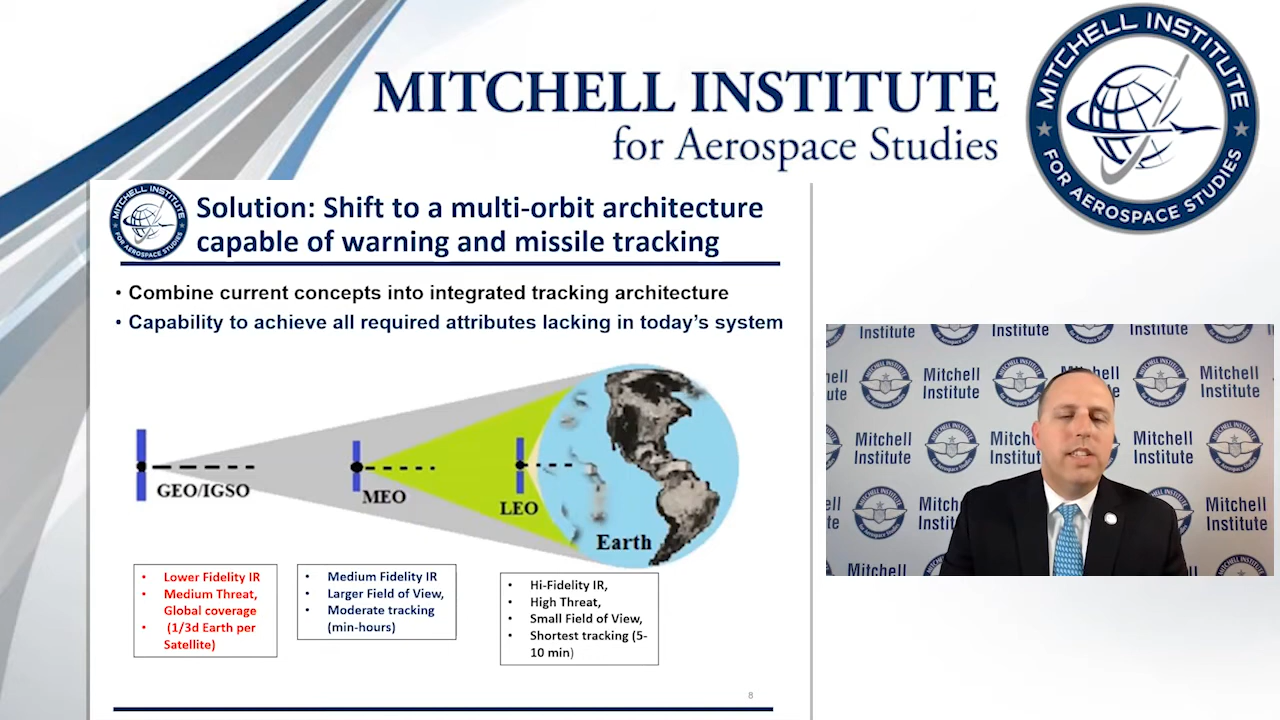 MITCHELL INSTITUTE
for Aerospace Studies
MITCHELL INSTITUTE
FOR AEROSPACE STUDIES
MITCHELL INSTITUTE
FOR AEROSPACE STUDIES
Solution: Shift to a multi-orbit architecture
capable of warning and missile tracking
• Combine current concepts into integrated tracking architecture
• Capability to achieve all required attributes lacking in today's system
GEO/IGSO
MEO
LEO
Earth
• Lower Fidelity IR
• Medium Threat,
Global coverage
• (1/3d Earth per
Satellite)
• Medium Fidelity IR
• Larger Field of View,
• Moderate tracking
(min-hours)
• Hi-Fidelity IR,
• High Threat,
• Small Field of View,
• Shortest tracking (5-
10 min)
8
Institute
Institute
Institute
Mitchell
Institute
Mitchell
Institute
Mitchell
Institute
Mitchell
Institute
Mitchell
Institute